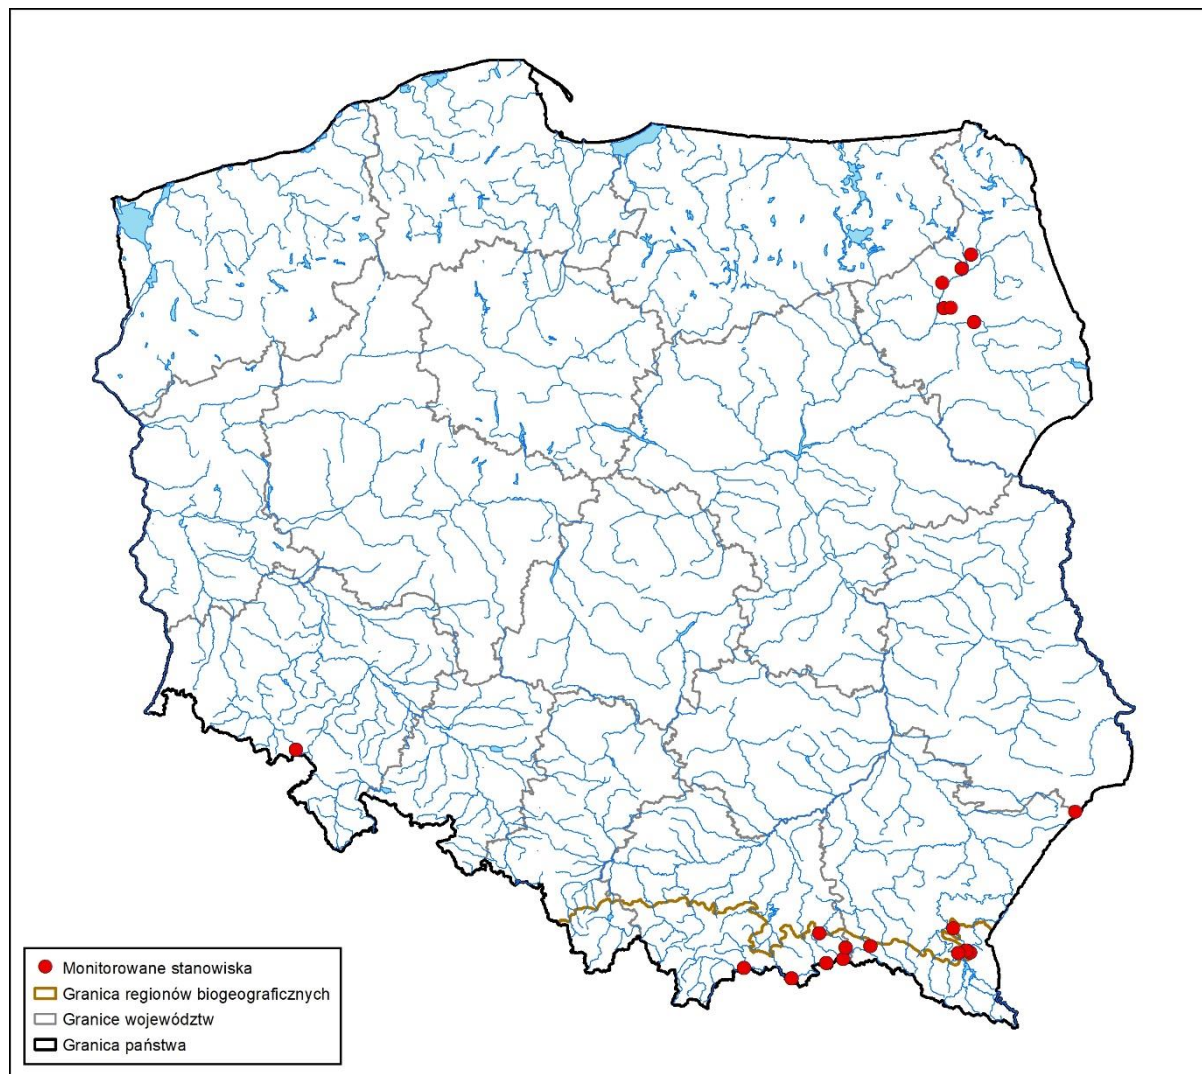 Monitorowane stanowiska
Granica regionów biogeograficznych
Granice województw
Granica państwa